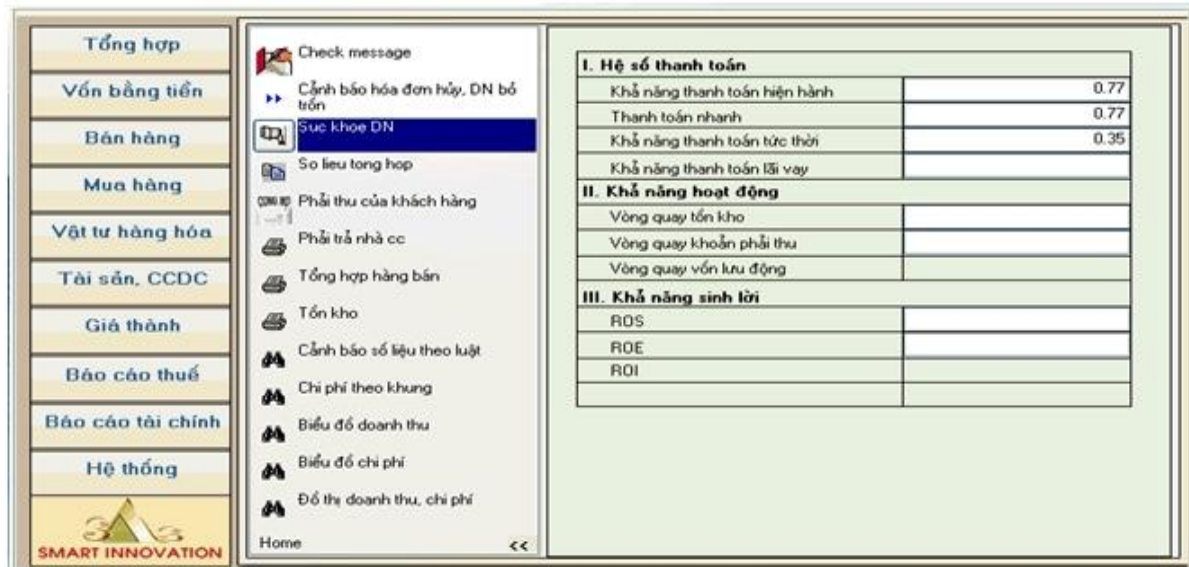 Tổng hợp
Vốn bằng tiền
Bán hàng
Mua hàng
Vật tư hàng hóa
Tài sản, CCDC
Giá thành
Báo cáo thuế
Báo cáo tài chính
Hệ thống
3A
SMART INNOVATION
Check message
Cảnh báo hóa đơn hủy, DN bỏ
trốn
Suc khoe DN
So lieu tong hop
Phải thu của khách hàng
Phải trả nhà cc
Tổng hợp hàng bán
Tồn kho
Cảnh báo số liệu theo luật
Chi phí theo khung
Biểu đồ doanh thu
Biểu đồ chi phí
Đồ thị doanh thu, chi phí
Home <<
I. Hệ số thanh toán
Khả năng thanh toán hiện hành 0.77
Thanh toán nhanh 0.77
Khả năng thanh toán tức thời 0.35
Khả năng thanh toán lãi vay
II. Khả năng hoạt động
Vòng quay tồn kho
Vòng quay khoản phải thu
Vòng quay vốn lưu động
III. Khả năng sinh lời
ROS
ROE
ROI